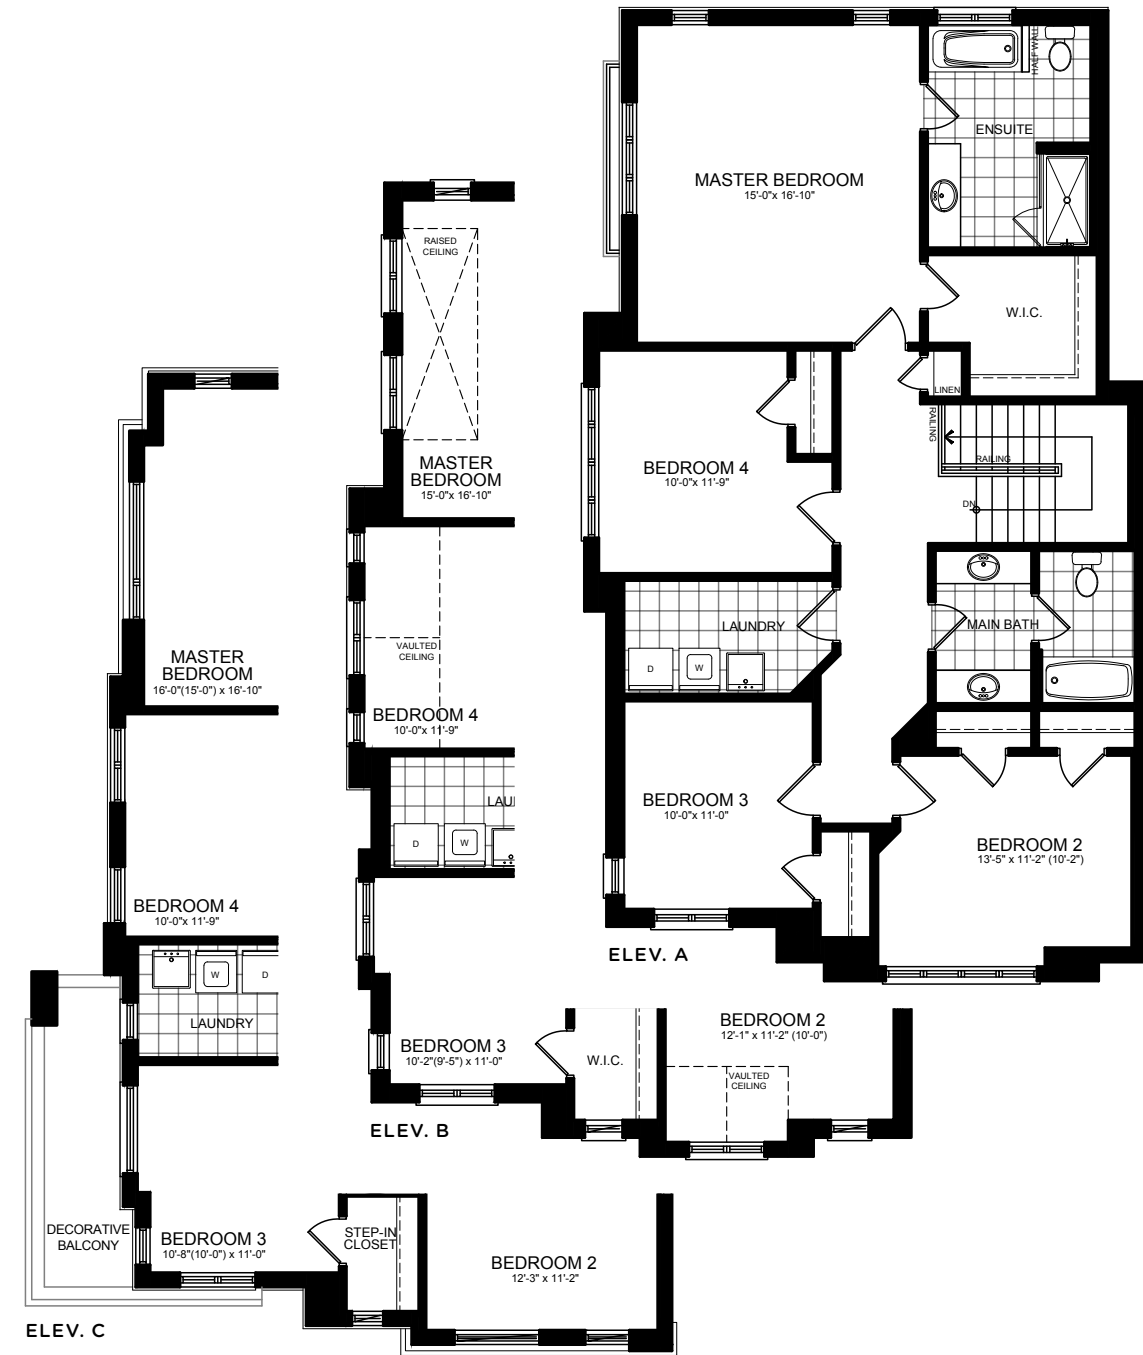 HALF WALL
ENSUITE
MASTER BEDROOM
15'-0"x 16'-10"
W.I.C.
LINEN
RAILING
RAILING
DN
BEDROOM 4
10'-0"x 11'-9"
LAUNDRY
D
W
MAIN BATH
BEDROOM 3
10'-0"x 11'-0"
BEDROOM 2
13'-5" x 11'-2" (10'-2")
ELEV. A
RAISED
CEILING
MASTER
BEDROOM
15'-0"x 16'-10"
VAULTED
CEILING
BEDROOM 4
10'-0"x 11'-9"
LAU
D
W
BEDROOM 3
10'-2"(9'-5") x 11'-0"
W.I.C.
BEDROOM 2
12'-1" x 11'-2" (10'-0")
VAULTED
CEILING
ELEV. B
MASTER
BEDROOM
16'-0"(15'-0") x 16'-10"
BEDROOM 4
10'-0"x 11'-9"
W
D
LAUNDRY
DECORATIVE
BALCONY
BEDROOM 3
10'-8"(10'-0") x 11'-0"
STEP-IN
CLOSET
BEDROOM 2
12'-3" x 11'-2"
ELEV. C